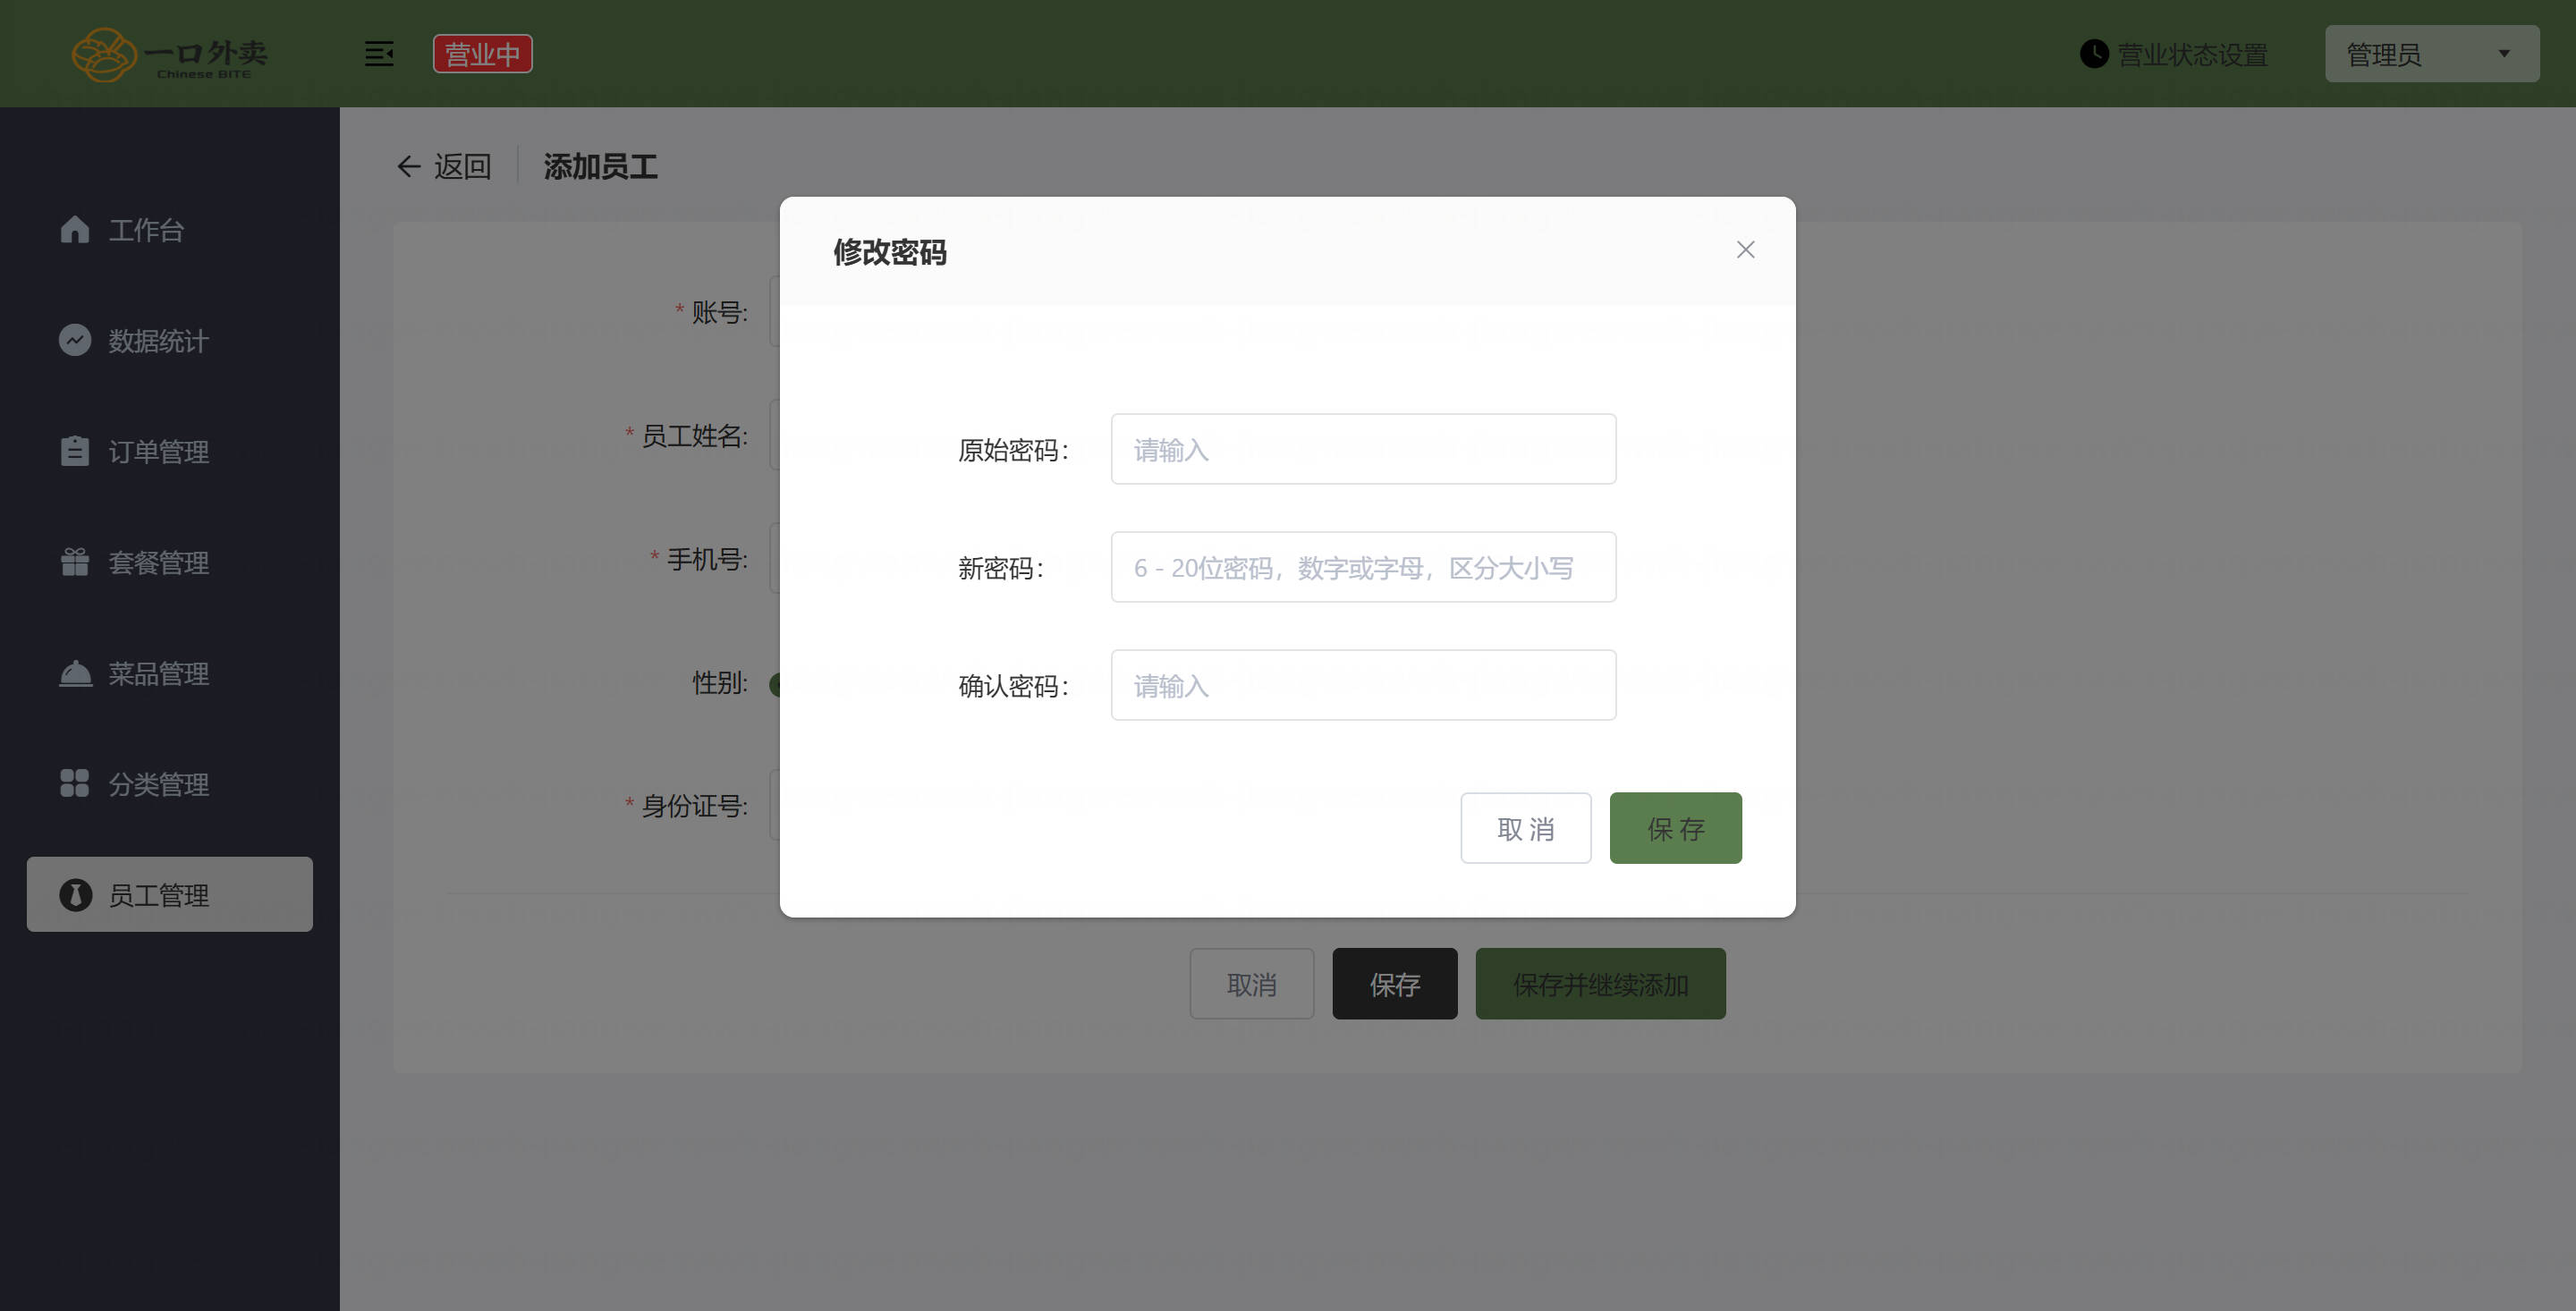 一口外卖
Chinese BITE
营业中
营业状态设置
管理员
工作台
数据统计
订单管理
套餐管理
菜品管理
分类管理
员工管理
返回
添加员工
* 账号:
* 员工姓名:
* 手机号:
性别:
* 身份证号:
修改密码
原始密码：
请输入
新密码：
6 - 20位密码，数字或字母，区分大小写
确认密码：
请输入
取 消
保 存
取消
保存
保存并继续添加